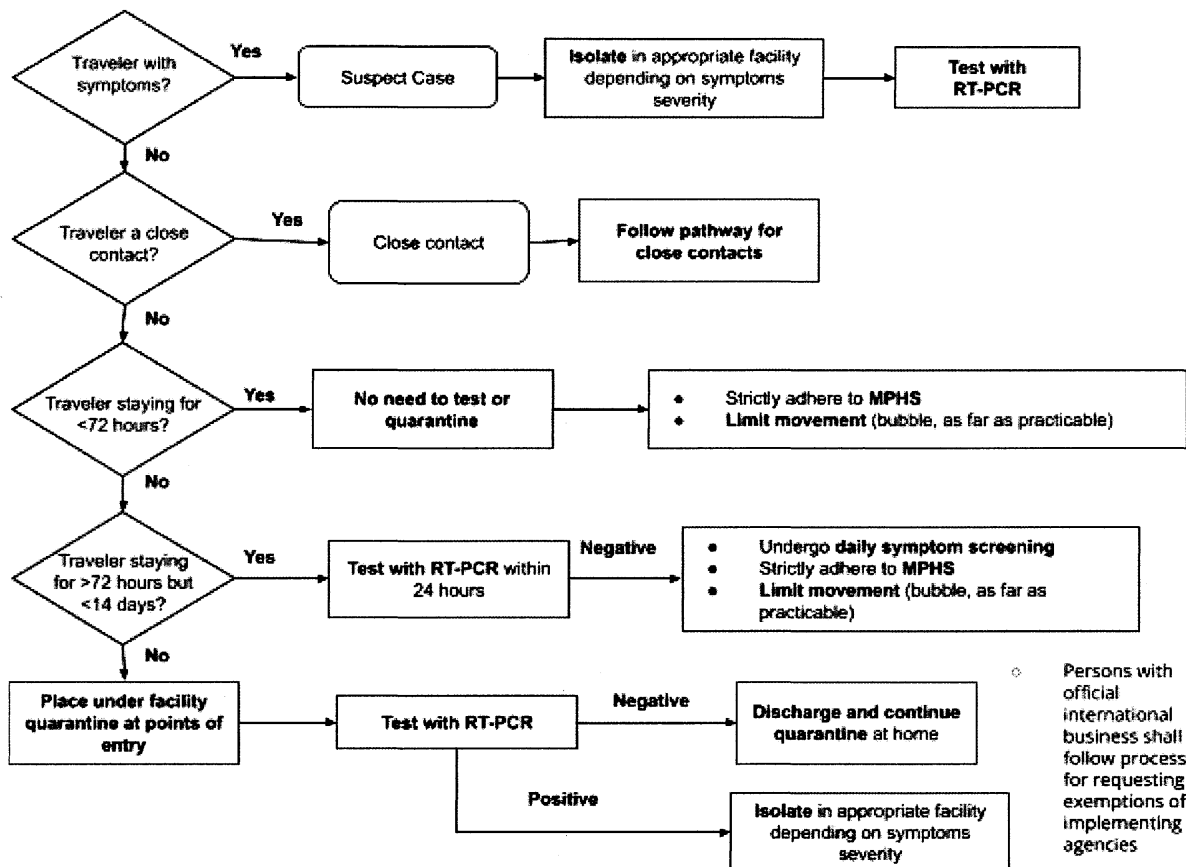 Traveler with
symptoms?
Yes
Suspect Case
Isolate in appropriate facility
depending on symptoms
severity
Test with
RT-PCR
No
Traveler a close
contact?
Yes
Close contact
Follow pathway for
close contacts
No
Traveler staying for
<72 hours?
Yes
No need to test or
quarantine
Strictly adhere to MPHS
Limit movement (bubble, as far as practicable)
No
Traveler staying
for >72 hours but
<14 days?
Yes
Test with RT-PCR within
24 hours
Negative
Undergo daily symptom screening
Strictly adhere to MPHS
Limit movement (bubble, as far as
practicable)
No
Place under facility
quarantine at points of
entry
Test with RT-PCR
Negative
Discharge and continue
quarantine at home
Positive
Isolate in appropriate facility
depending on symptoms
severity
Persons with
official
international
business shall
follow process
for requesting
exemptions of
implementing
agencies